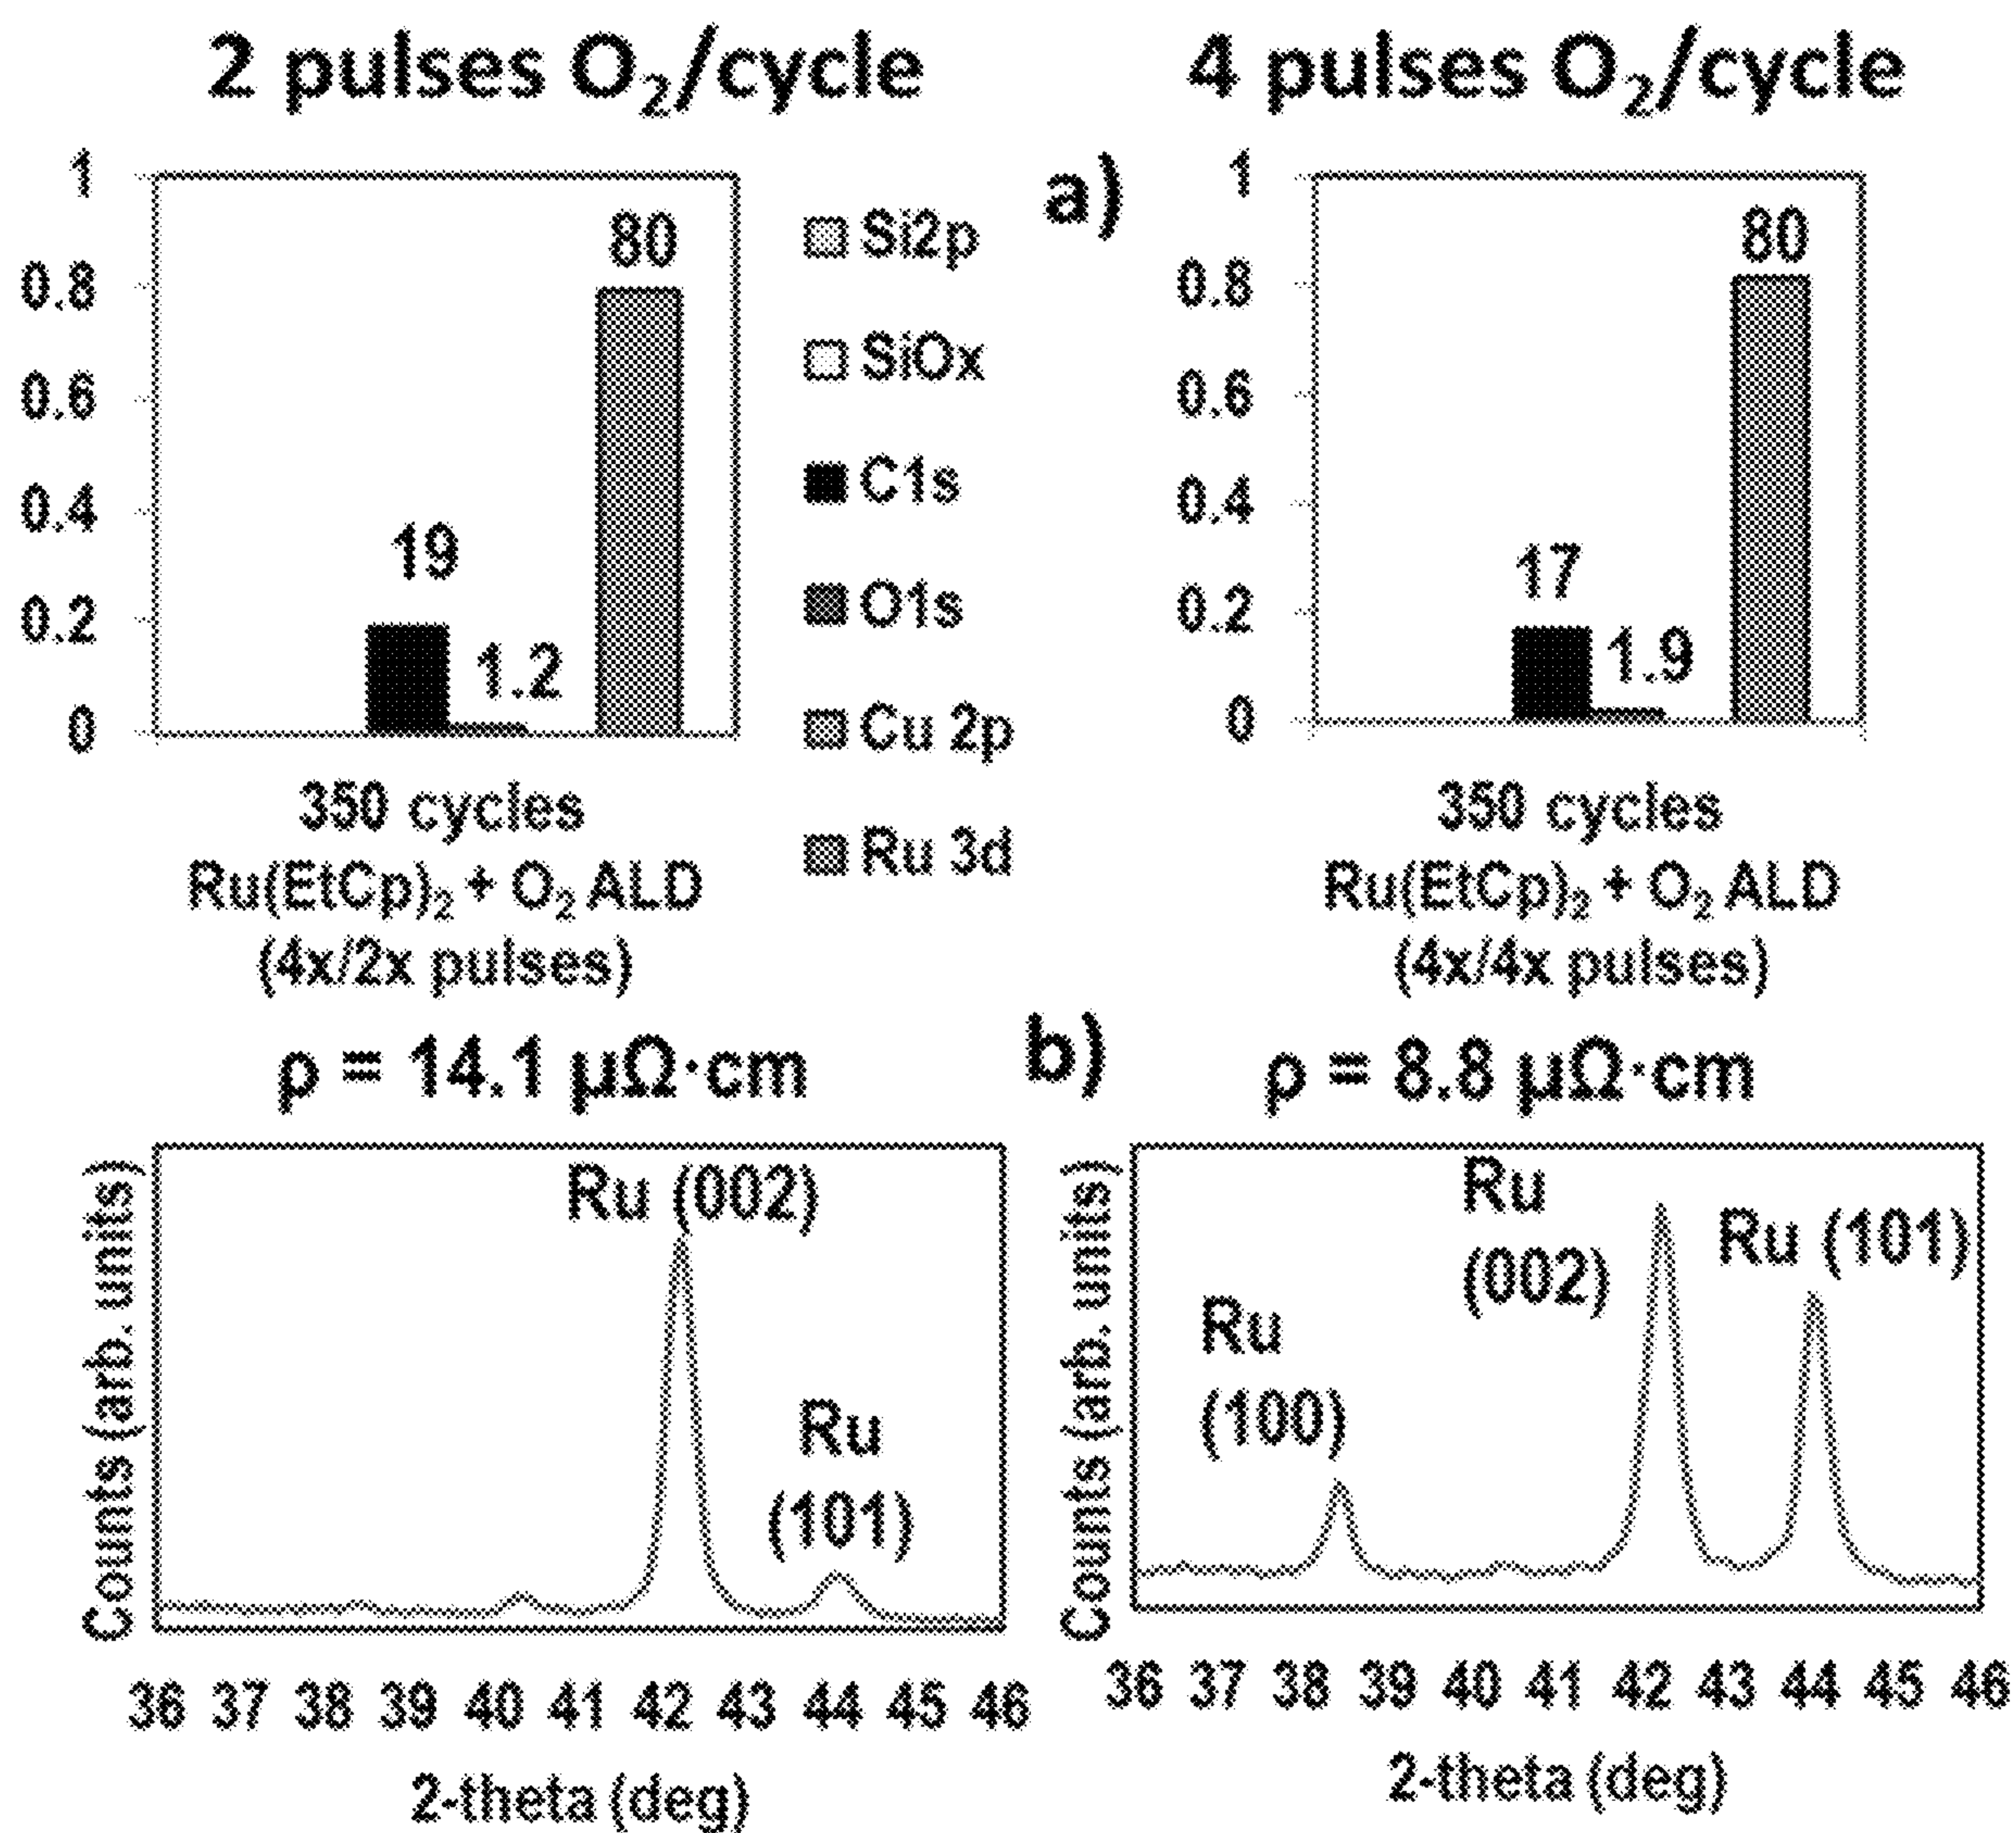 2 pulses O₂/cycle
4 pulses O₂/cycle
a)
1
0.8
0.6
0.4
0.2
0
19
1.2
80
350 cycles
Ru(EtCp)₂ + O₂ ALD
(4x/2x pulses)
Si2p
SiOx
C1s
O1s
Cu 2p
Ru 3d
1
0.8
0.6
0.4
0.2
0
17
1.9
80
350 cycles
Ru(EtCp)₂ + O₂ ALD
(4x/4x pulses)
b)
ρ = 14.1 μΩ·cm
ρ = 8.8 μΩ·cm
Counts (arb. units)
Ru (002)
Ru
(101)
36 37 38 39 40 41 42 43 44 45 46
2-theta (deg)
Counts (arb. units)
Ru
(100)
Ru
(002)
Ru (101)
36 37 38 39 40 41 42 43 44 45 46
2-theta (deg)